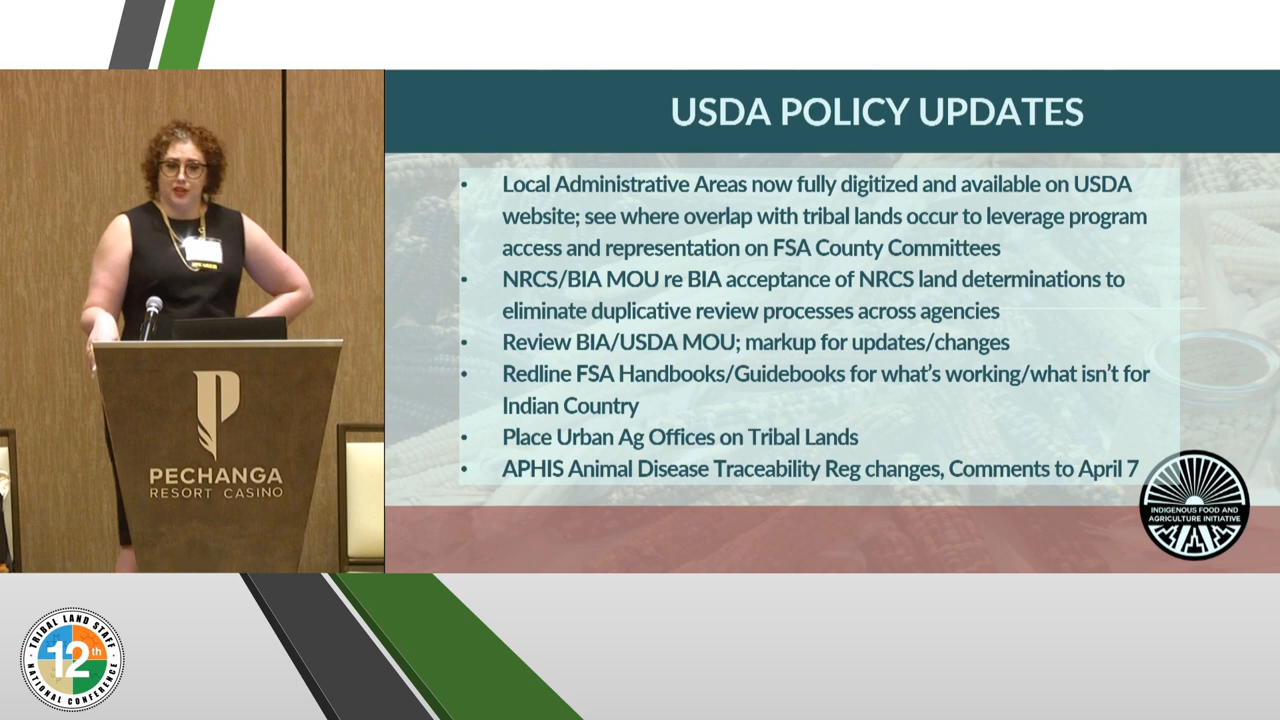 USDA POLICY UPDATES
• Local Administrative Areas now fully digitized and available on USDA
website; see where overlap with tribal lands occur to leverage program
access and representation on FSA County Committees
• NRCS/BIA MOU re BIA acceptance of NRCS land determinations to
eliminate duplicative review processes across agencies
• Review BIA/USDA MOU; markup for updates/changes
• Redline FSA Handbooks/Guidebooks for what's working/what isn't for
Indian Country
• Place Urban Ag Offices on Tribal Lands
• APHIS Animal Disease Traceability Reg changes, Comments to April 7
INDIGENOUS FOOD AND
AGRICULTURE INITIATIVE
PECHANGA
RESORT CASINO
TRIBAL LAND STAFF
12th
NATIONAL CONFERENCE